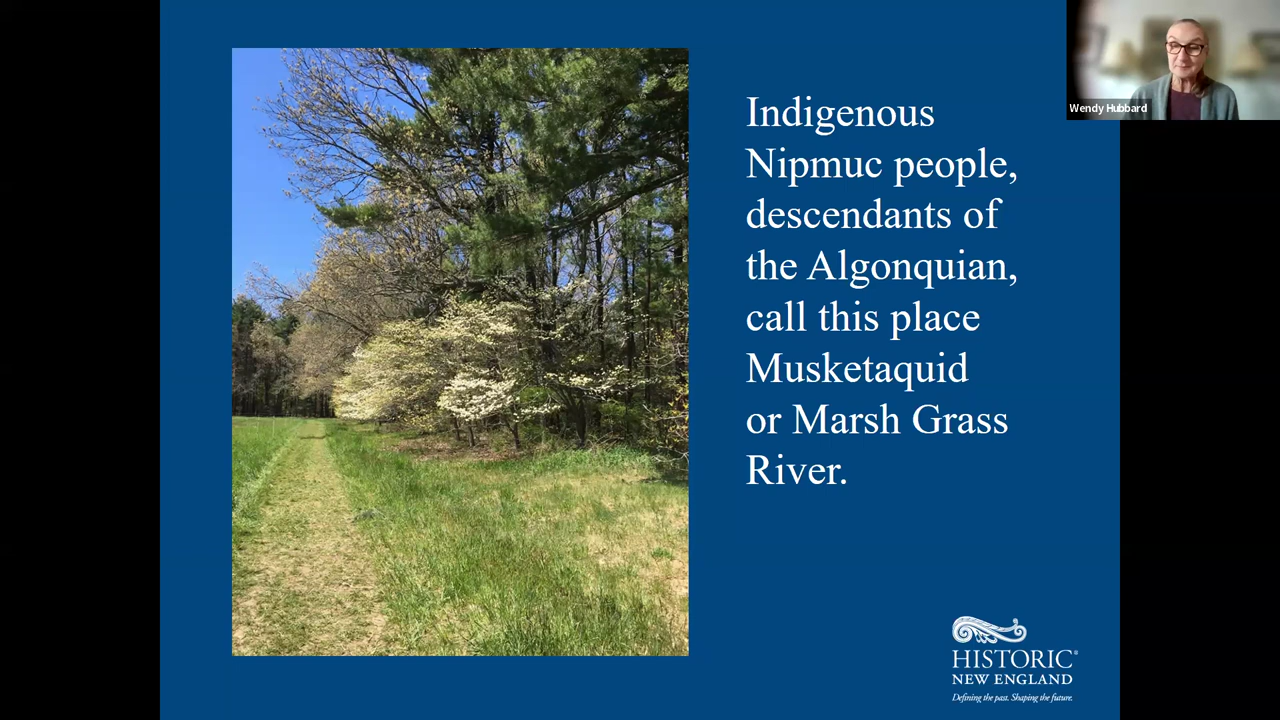 Indigenous
Nipmuc people,
descendants of
the Algonquian,
call this place
Musketaquid
or Marsh Grass
River.
Wendy Hubbard
HISTORIC®
NEW ENGLAND
Defining the past. Shaping the future.